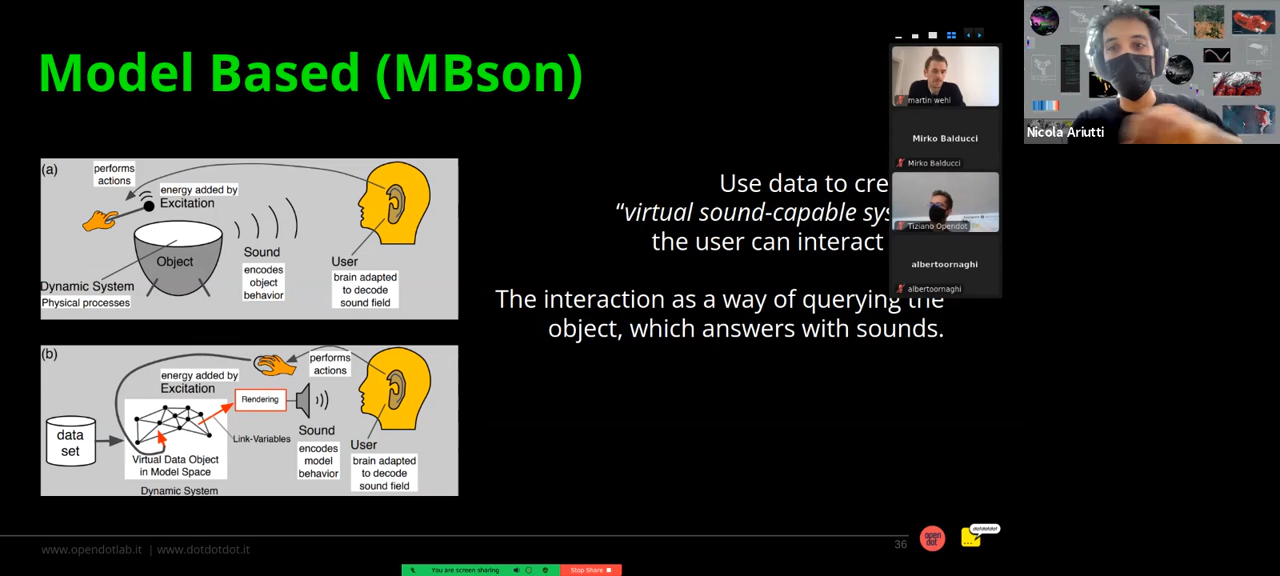 Model Based (MBson)
(a)
performs
actions
energy added by
Excitation
Object
Sound
encodes
object
behavior
User
brain adapted
to decode
sound field
Dynamic System
Physical processes
(b)
performs
actions
energy added by
Excitation
Rendering
data
set
Link-Variables
Virtual Data Object
in Model Space
Dynamic System
Sound
encodes
model
behavior
User
brain adapted
to decode
sound field
Use data to cre
“virtual sound-capable sys
the user can interact
The interaction as a way of querying the
object, which answers with sounds.
martin wehl
Mirko Balducci
Mirko Balducci
Tiziano Opendot
albertoornaghi
albertoornaghi
Nicola Ariutti
www.opendotlab.it | www.dotdotdot.it
36
open
dot
dotdotdot
You are screen sharing
Stop Share